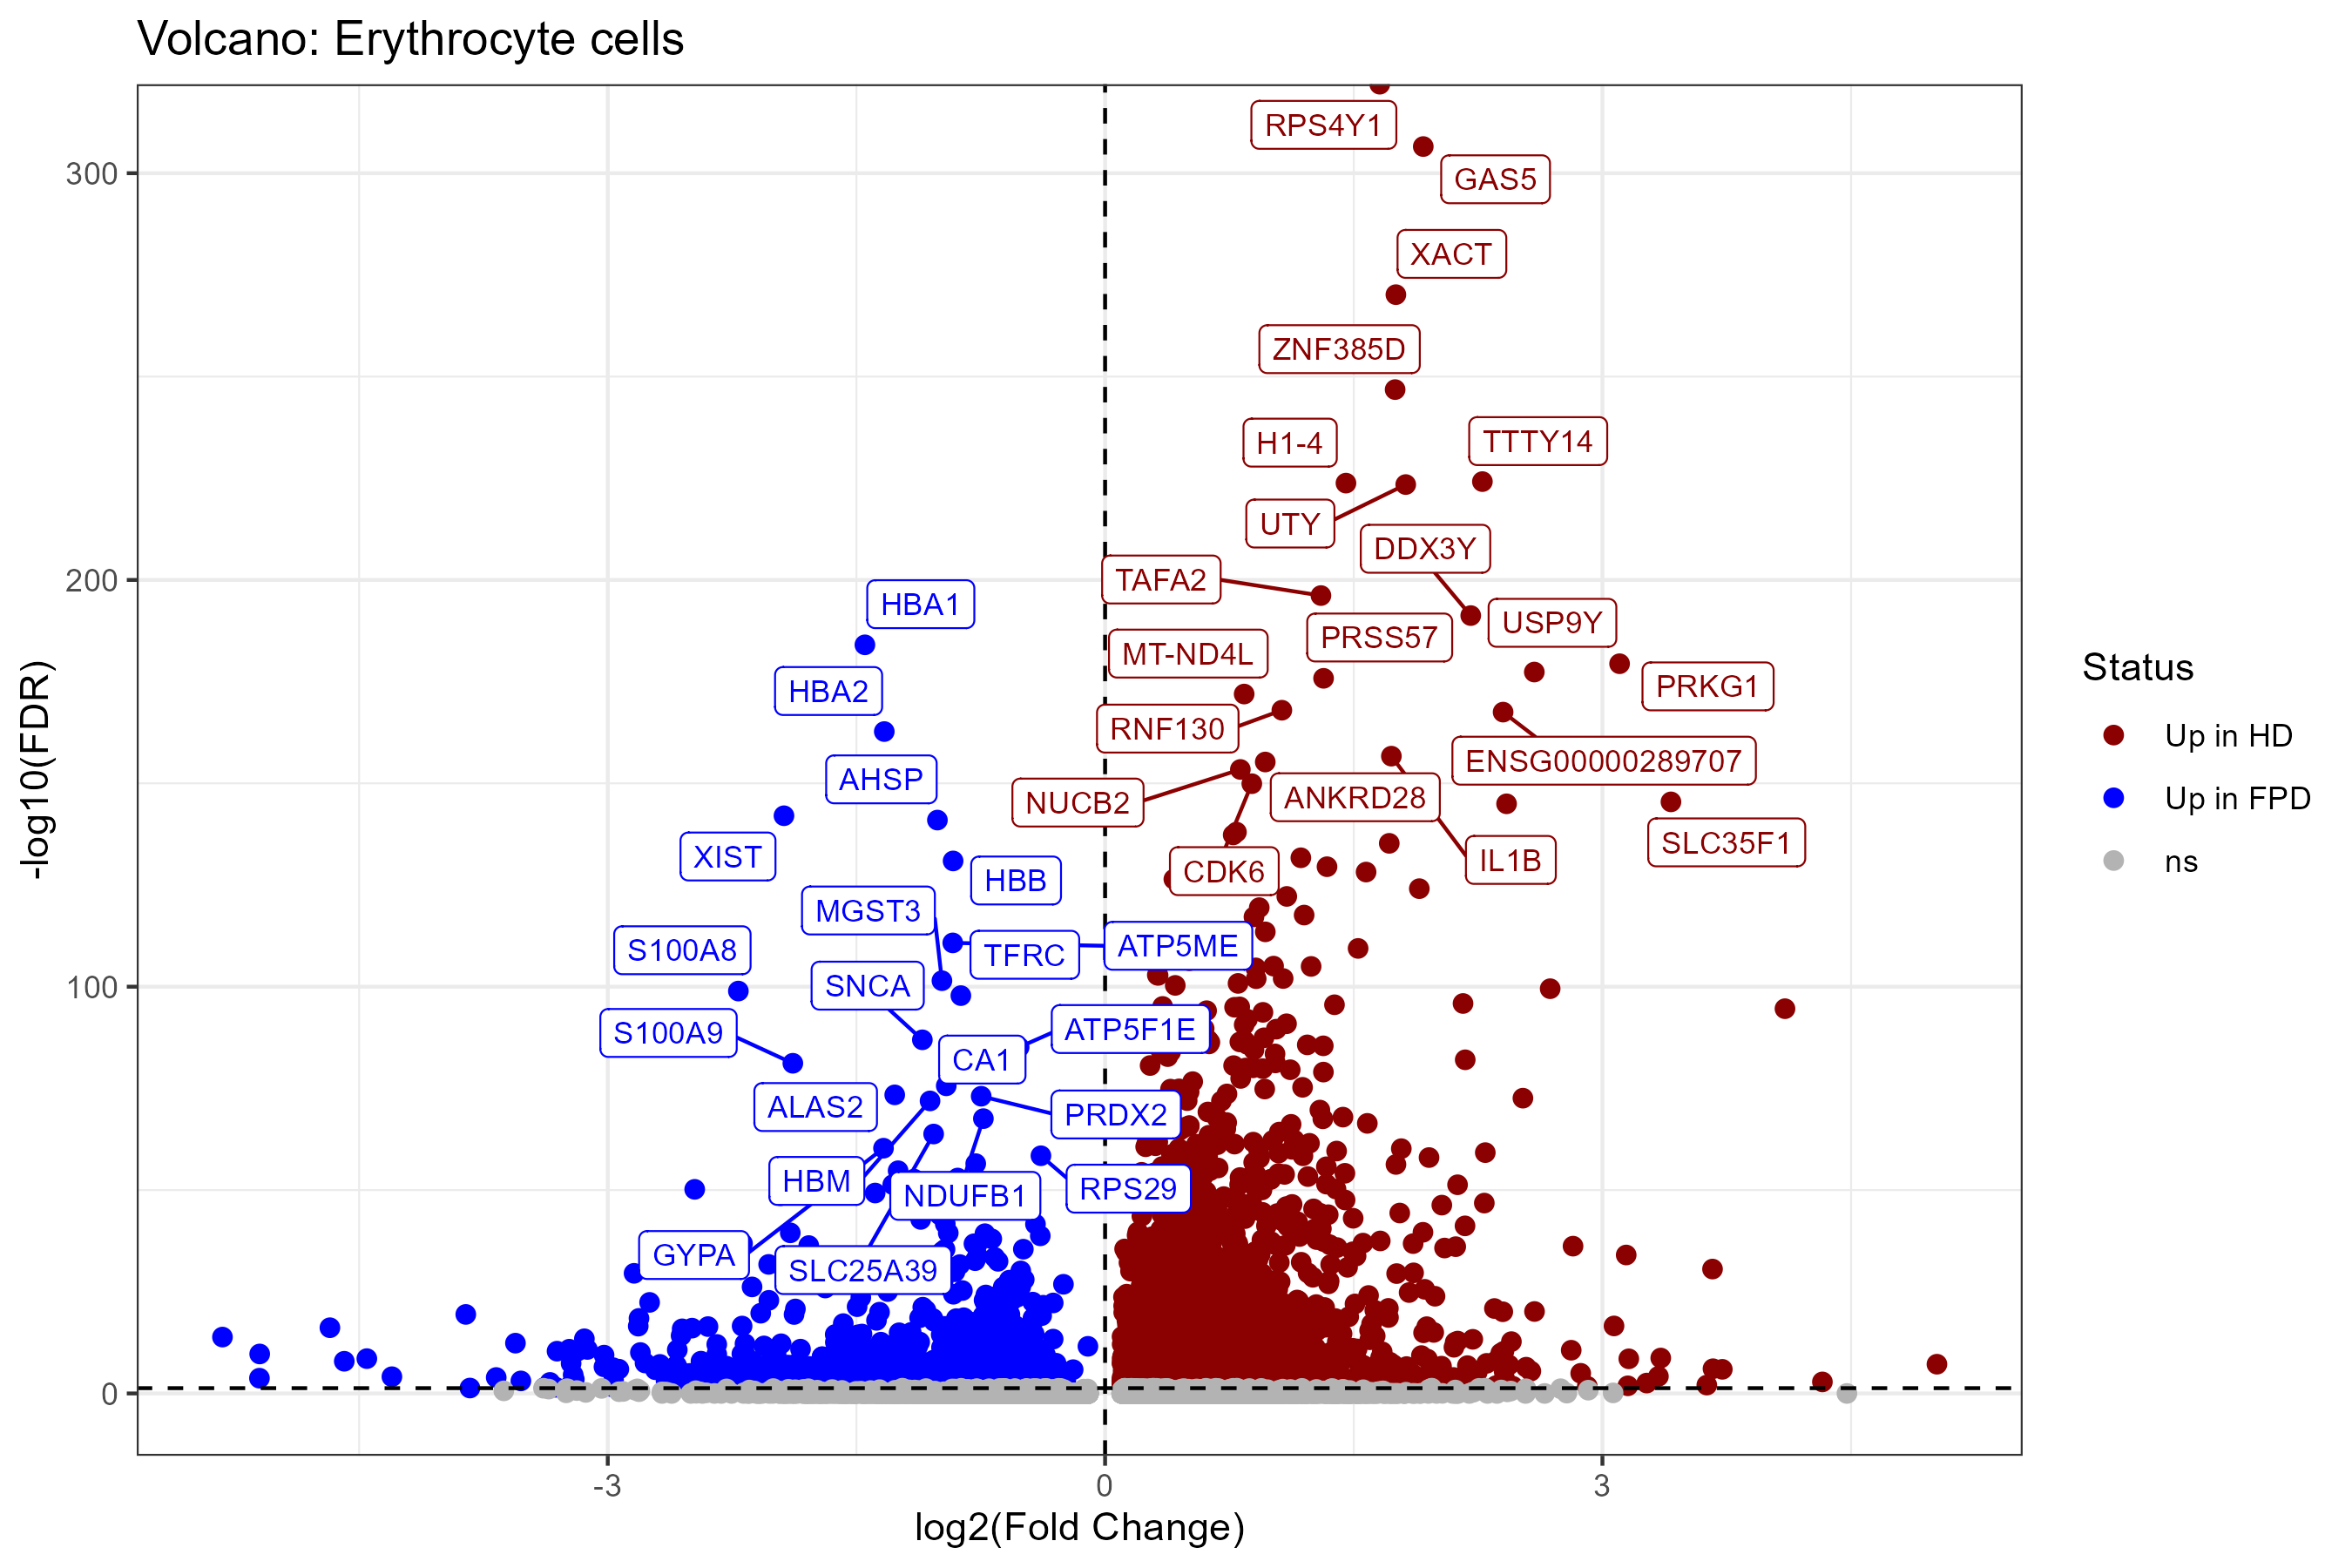 Volcano: Erythrocyte cells
RPS4Y1
GAS5
XACT
ZNF385D
H1-4
TTTY14
UTY
DDX3Y
TAFA2
HBA1
USP9Y
PRSS57
MT-ND4L
HBA2
PRKG1
RNF130
ENSG00000289707
AHSP
NUCB2
ANKRD28
SLC35F1
XIST
CDK6
IL1B
HBB
MGST3
S100A8
TFRC
ATP5ME
SNCA
S100A9
ATP5F1E
CA1
ALAS2
PRDX2
HBM
NDUFB1
RPS29
GYPA
SLC25A39
300
200
100
0
-log10(FDR)
-3
0
3
log2(Fold Change)
Status
Up in HD
Up in FPD
ns